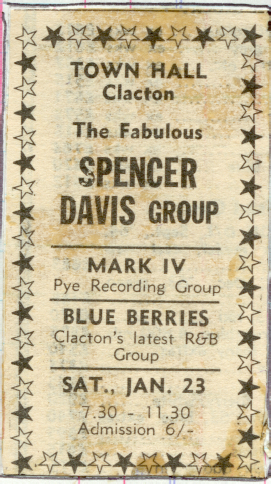 TOWN HALL
Clacton
The Fabulous
SPENCER
DAVIS GROUP
MARK IV
Pye Recording Group
BLUE BERRIES
Clacton's latest R&B
Group
SAT., JAN. 23
7.30 - 11.30
Admission 6/-